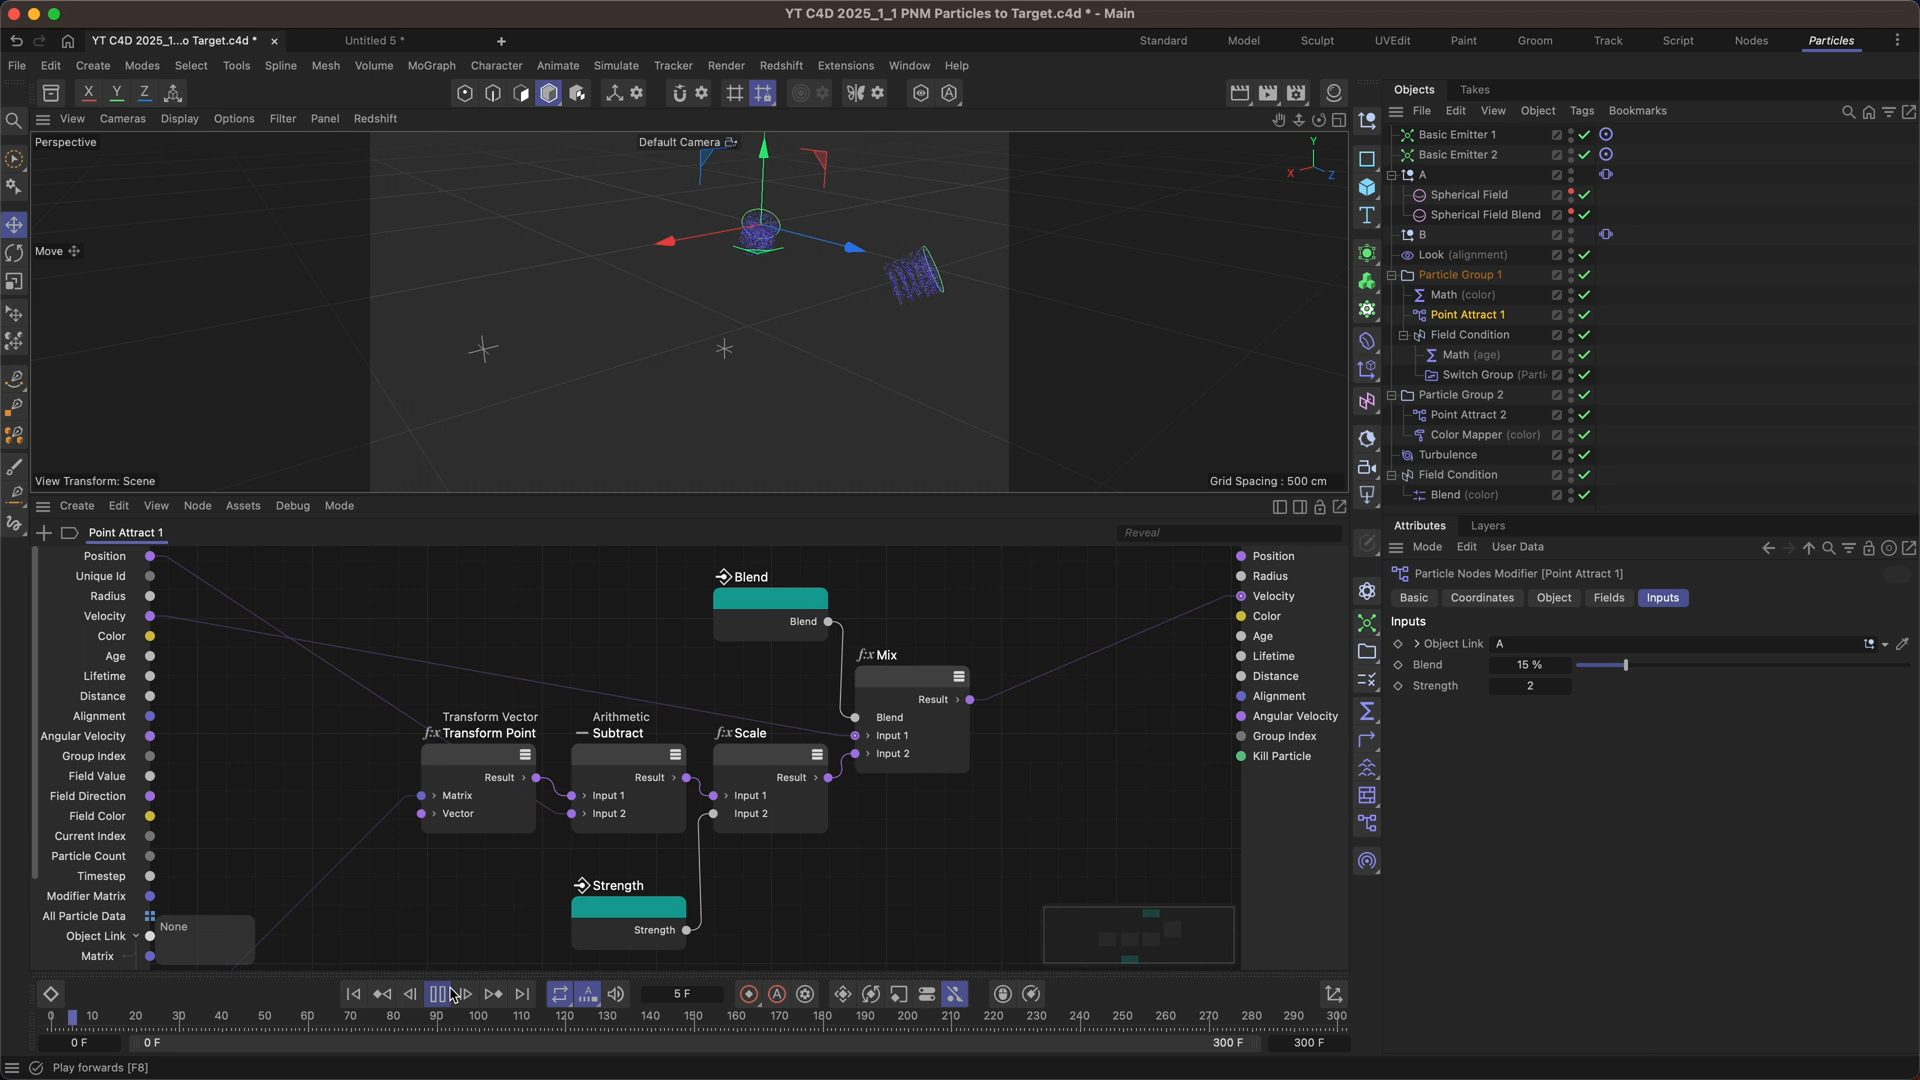 YT C4D 2025_1_1 PNM Particles to Target.c4d * - Main
YT C4D 2025_1...o Target.c4d *
Untitled 5 *
Standard
Model
Sculpt
UVEdit
Paint
Groom
Track
Script
Nodes
Particles
File Edit Create Modes Select Tools Spline Mesh Volume MoGraph Character Animate Simulate Tracker Render Redshift Extensions Window Help
X Y Z
View Cameras Display Options Filter Panel Redshift
Perspective
Default Camera
Y
X Z
Move
View Transform: Scene
Grid Spacing : 500 cm
Objects Takes
File Edit View Object Tags Bookmarks
Basic Emitter 1
Basic Emitter 2
A
Spherical Field
Spherical Field Blend
B
Look (alignment)
Particle Group 1
Math (color)
Point Attract 1
Field Condition
Math (age)
Switch Group (Parti
Particle Group 2
Point Attract 2
Color Mapper (color)
Turbulence
Field Condition
Blend (color)
Create Edit View Node Assets Debug Mode
Point Attract 1
Reveal
Position
Unique Id
Radius
Velocity
Color
Age
Lifetime
Distance
Alignment
Angular Velocity
Group Index
Field Value
Field Direction
Field Color
Current Index
Particle Count
Timestep
Modifier Matrix
All Particle Data
Object Link
Matrix
None
Transform Vector
f:x Transform Point
Result
Matrix
Vector
Arithmetic
Subtract
Result
Input 1
Input 2
f:x Scale
Result
Input 1
Input 2
Blend
Blend
f:x Mix
Result
Blend
Input 1
Input 2
Strength
Strength
Position
Radius
Velocity
Color
Age
Lifetime
Distance
Alignment
Angular Velocity
Group Index
Kill Particle
Attributes Layers
Mode Edit User Data
Particle Nodes Modifier [Point Attract 1]
Basic Coordinates Object Fields Inputs
Inputs
Object Link A
Blend 15 %
Strength 2
5 F
A
0 10 20 30 40 50 60 70 80 90 100 110 120 130 140 150 160 170 180 190 200 210 220 230 240 250 260 270 280 290 300
0 F
0 F
300 F
300 F
Play forwards [F8]